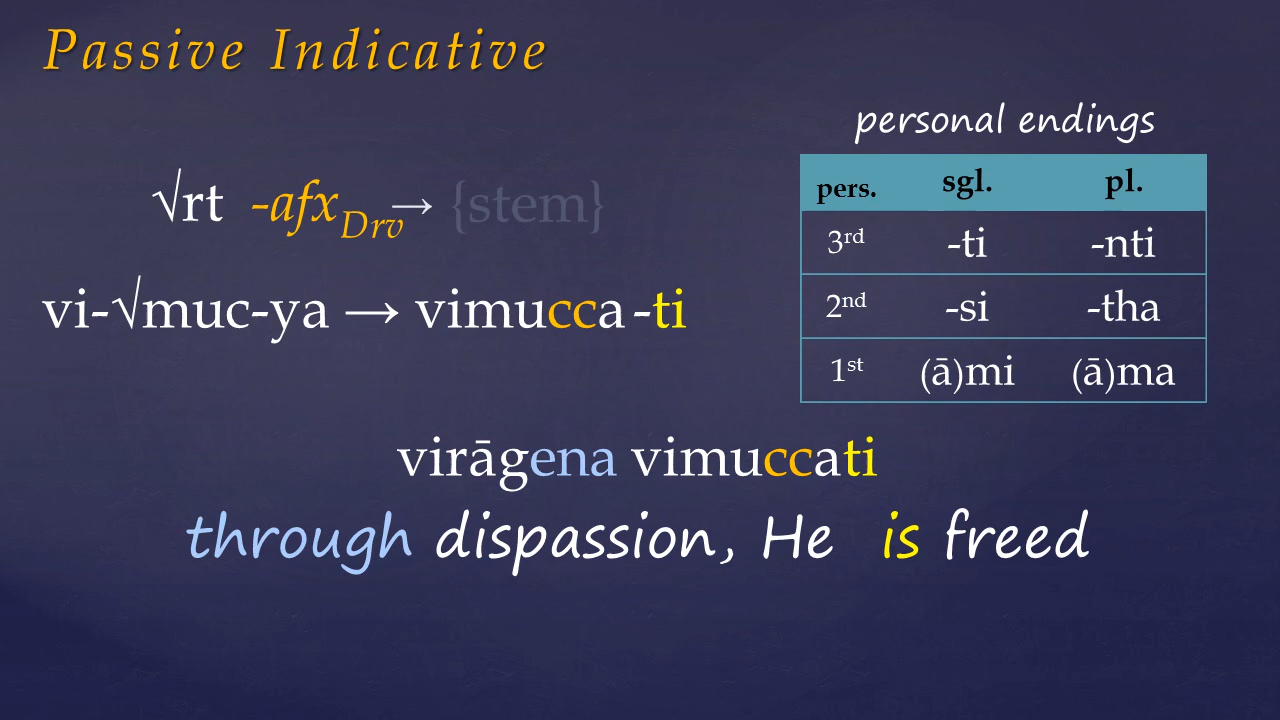 Passive Indicative
√rt -afxDrv→ {stem}
vi-√muc-ya → vimucca-ti
personal endings
pers. sgl. pl.
3rd -ti -nti
2nd -si -tha
1st (ā)mi (ā)ma
virāgena vimuccati
through dispassion, He is freed